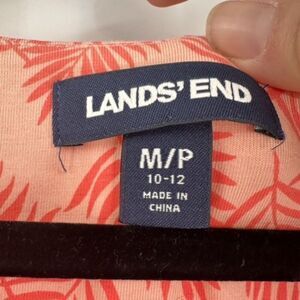 LANDS' END
M/P
10-12
MADE IN
CHINA